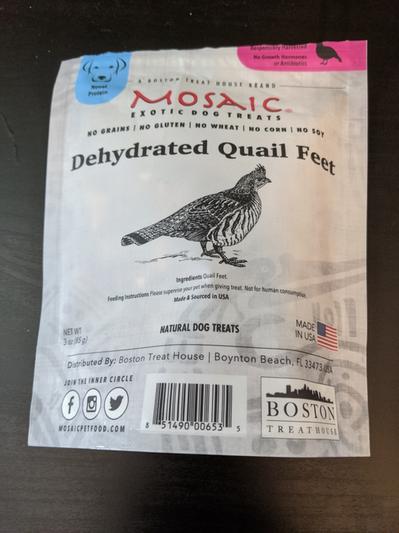 Responsibly Harvested
No Growth Hormones
or Antibiotics
Novel
Protein
A BOSTON TREAT HOUSE BRAND
MOSAIC
EXOTIC DOG TREATS
NO GRAINS | NO GLUTEN | NO WHEAT | NO CORN | NO SOY
Dehydrated Quail Feet
Ingredients Quail Feet.
Feeding Instructions Please supervise your pet when giving treat. Not for human consumption.
Made & Sourced in USA
NET WT
3 oz (85 g)
NATURAL DOG TREATS
MADE
IN USA
Distributed By: Boston Treat House | Boynton Beach, FL 33473 USA
JOIN THE INNER CIRCLE
MOSAICPETFOOD.COM
8 51490 00653 5
BOSTON
TREAT HOUSE